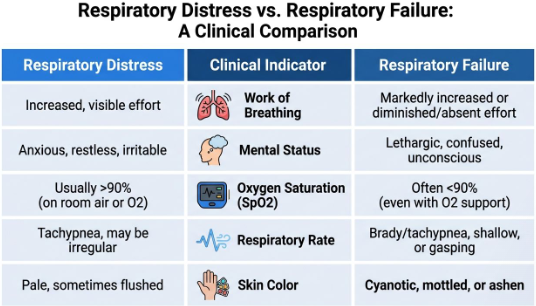 Respiratory Distress vs. Respiratory Failure:
A Clinical Comparison
Respiratory Distress
Clinical Indicator
Respiratory Failure
Increased, visible effort
Work of
Breathing
Markedly increased or
diminished/absent effort
Anxious, restless, irritable
Mental Status
Lethargic, confused,
unconscious
Usually >90%
(on room air or O2)
Oxygen Saturation
(SpO2)
Often <90%
(even with O2 support)
Tachypnea, may be
irregular
Respiratory Rate
Brady/tachypnea, shallow,
or gasping
Pale, sometimes flushed
Skin Color
Cyanotic, mottled, or ashen